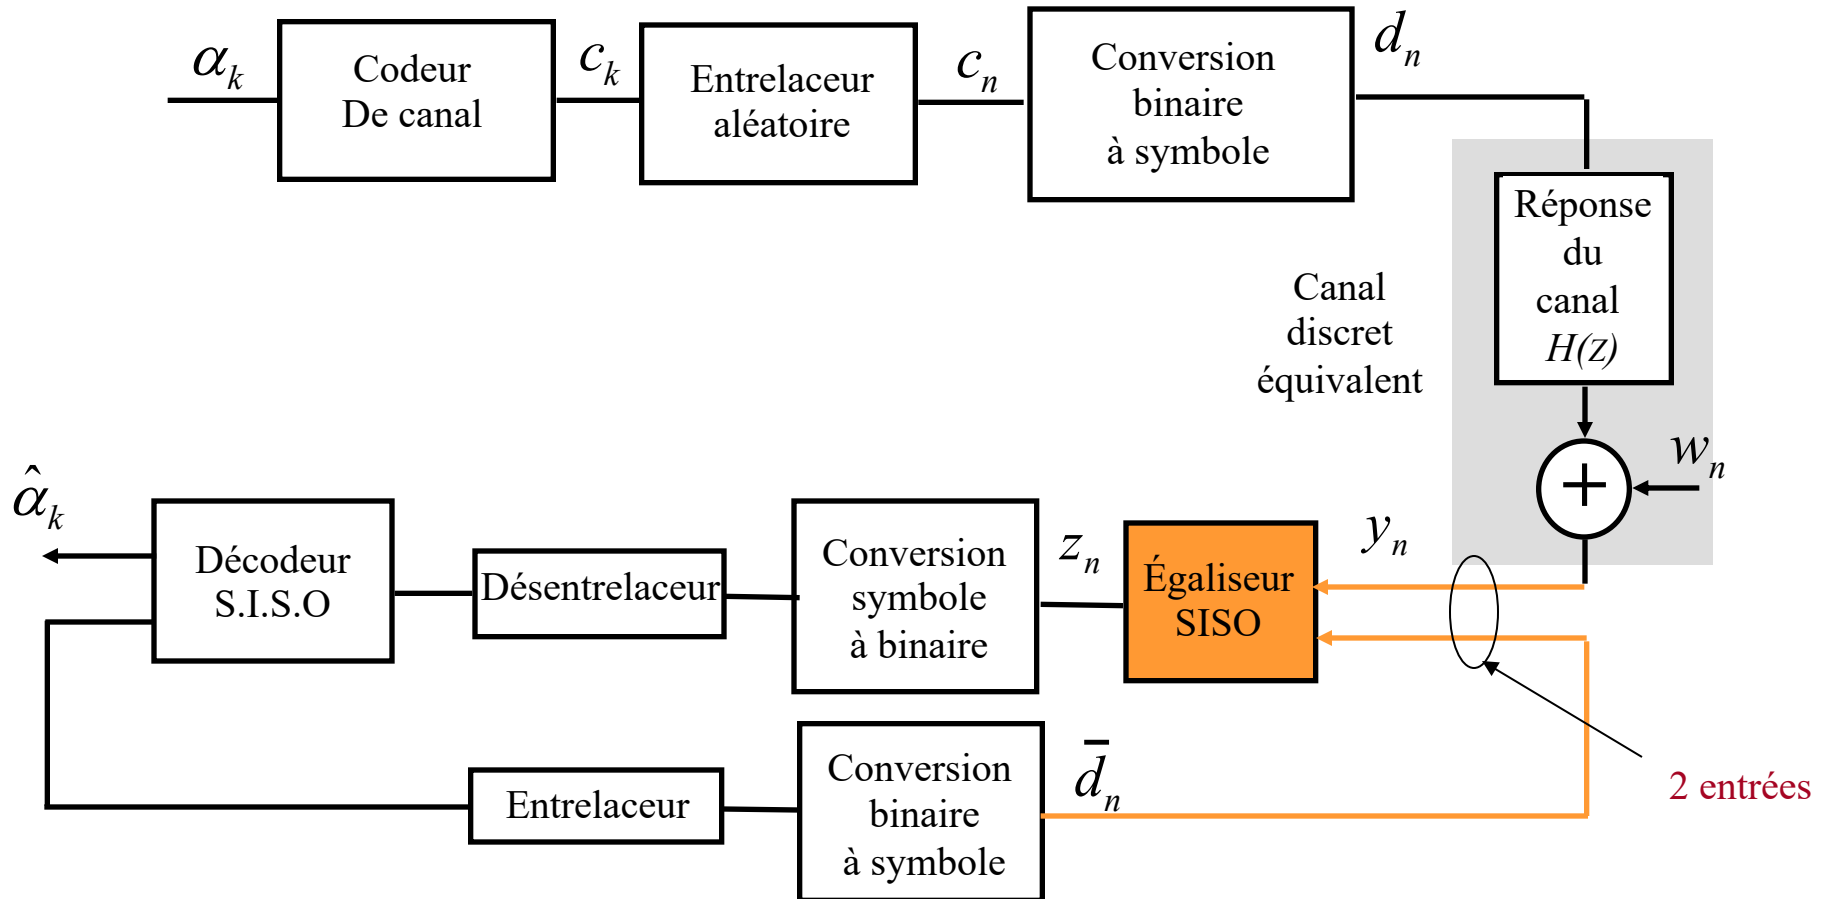 α_k
Codeur
De canal
c_k
Entrelaceur
aléatoire
c_n
Conversion
binaire
à symbole
d_n
Réponse
du
canal
H(z)
Canal
discret
équivalent
+
w_n
y_n
Égaliseur
SISO
z_n
Conversion
symbole
à binaire
Désentrelaceur
Décodeur
S.I.S.O
α̂_k
Entrelaceur
Conversion
binaire
à symbole
d̄_n
2 entrées